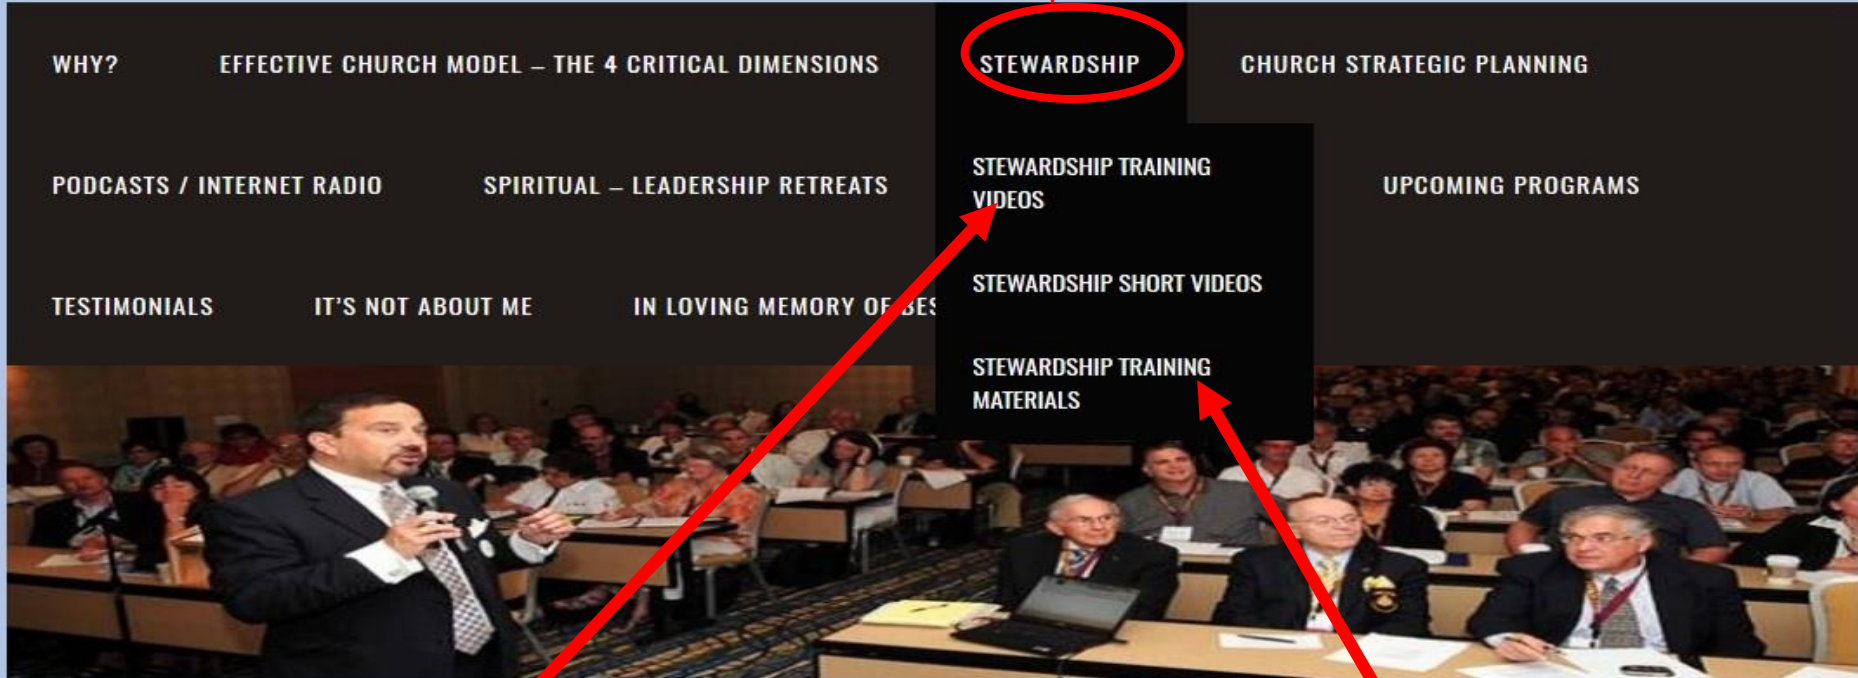 WHY?
EFFECTIVE CHURCH MODEL – THE 4 CRITICAL DIMENSIONS
STEWARDSHIP
CHURCH STRATEGIC PLANNING
PODCASTS / INTERNET RADIO
SPIRITUAL – LEADERSHIP RETREATS
STEWARDSHIP TRAINING
VIDEOS
UPCOMING PROGRAMS
STEWARDSHIP SHORT VIDEOS
TESTIMONIALS
IT'S NOT ABOUT ME
IN LOVING MEMORY OF
STEWARDSHIP TRAINING
MATERIALS